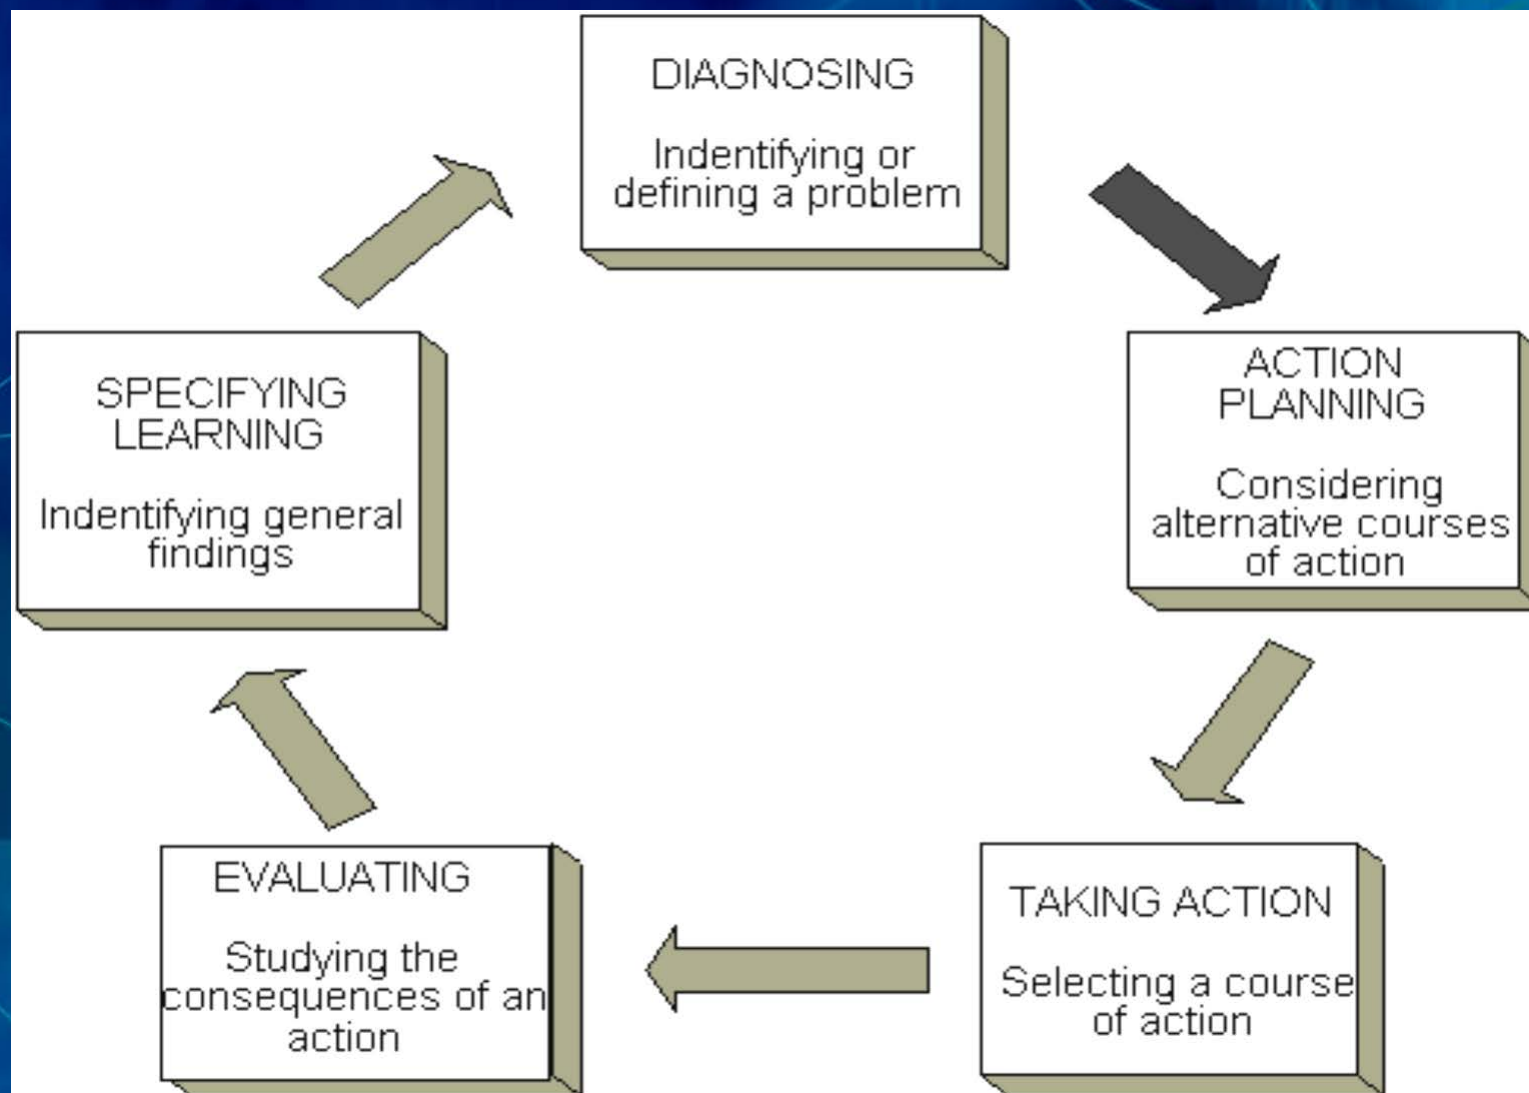 DIAGNOSING
Indentifying or
defining a problem
ACTION
PLANNING
Considering
alternative courses
of action
TAKING ACTION
Selecting a course
of action
EVALUATING
Studying the
consequences of an
action
SPECIFYING
LEARNING
Indentifying general
findings